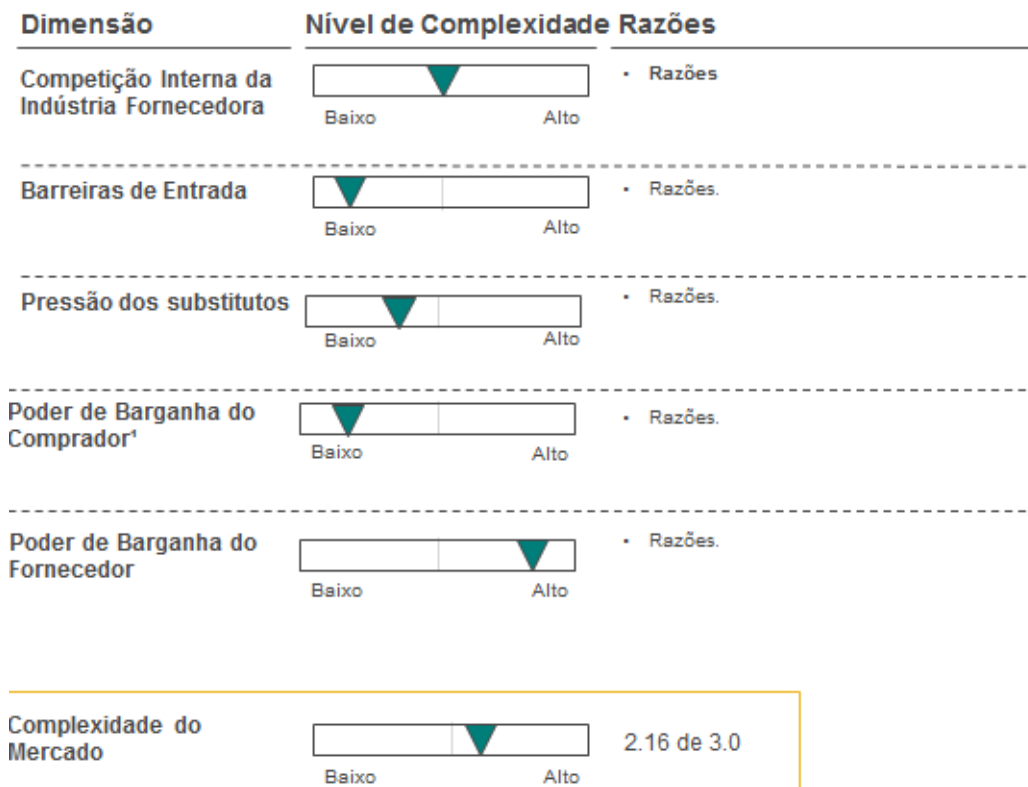 Dimensão Nível de Complexidade Razões
Competição Interna da
Indústria Fornecedora
Baixo Alto
• Razões
Barreiras de Entrada
Baixo Alto
• Razões.
Pressão dos substitutos
Baixo Alto
• Razões.
Poder de Barganha do
Comprador¹
Baixo Alto
• Razões.
Poder de Barganha do
Fornecedor
Baixo Alto
• Razões.
Complexidade do
Mercado
Baixo Alto
2.16 de 3.0